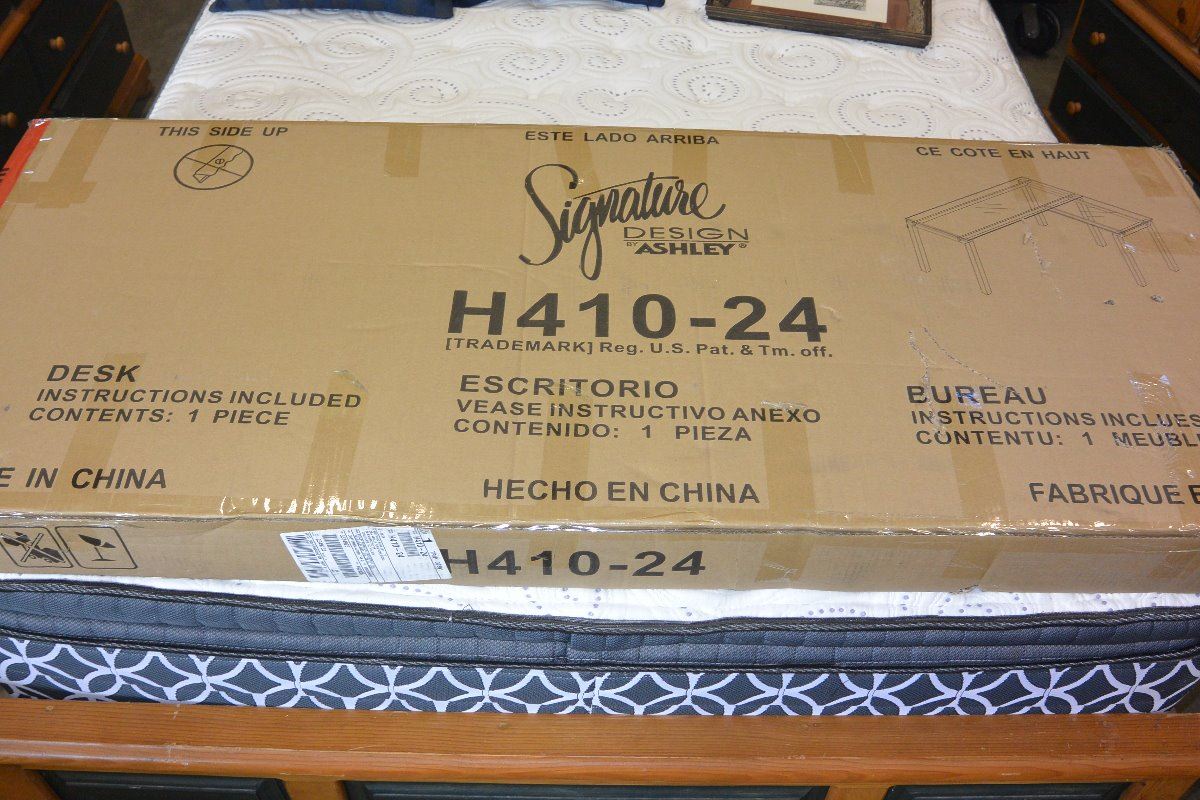 THIS SIDE UP
ESTE LADO ARRIBA
CE COTE EN HAUT
Signature
DESIGN
BY ASHLEY®
H410-24
[TRADEMARK] Reg. U.S. Pat. & Tm. off.
DESK
INSTRUCTIONS INCLUDED
CONTENTS: 1 PIECE
ESCRITORIO
VEASE INSTRUCTIVO ANEXO
CONTENIDO: 1 PIEZA
BUREAU
INSTRUCTIONS INCLUES
CONTENTU: 1 MEUBL
E IN CHINA
HECHO EN CHINA
FABRIQUE E
H410-24